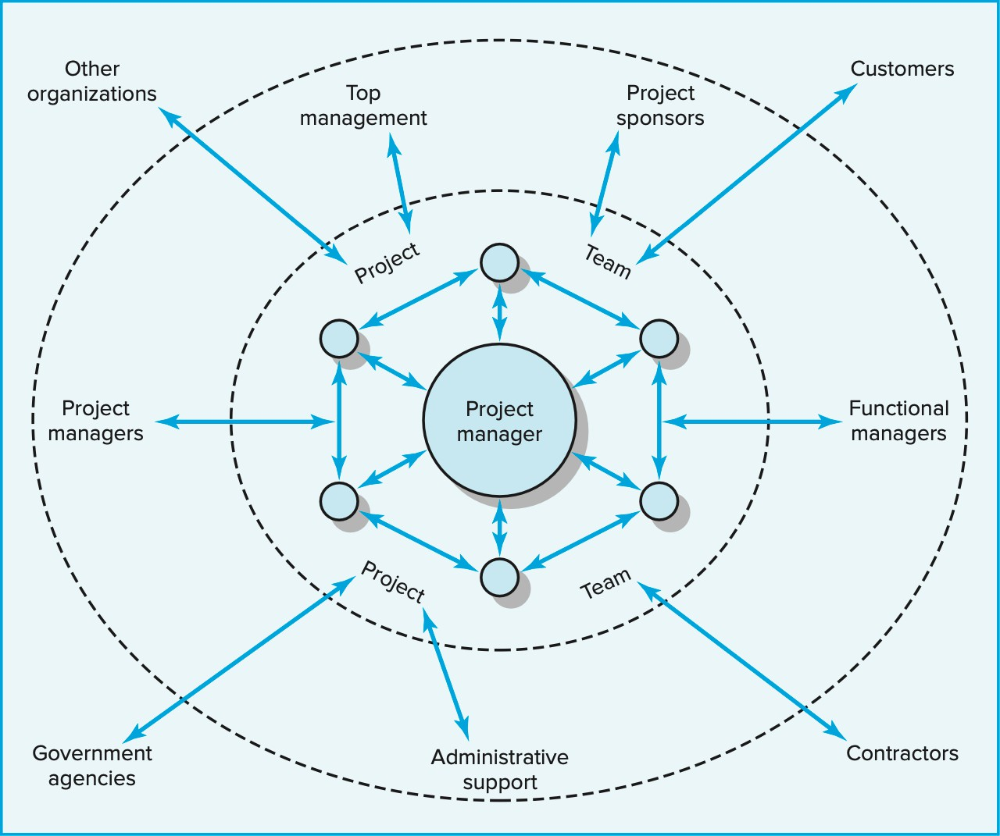 Other
organizations
Top
management
Project
sponsors
Customers
Project
Team
Project
managers
Project
manager
Functional
managers
Project
Team
Government
agencies
Administrative
support
Contractors